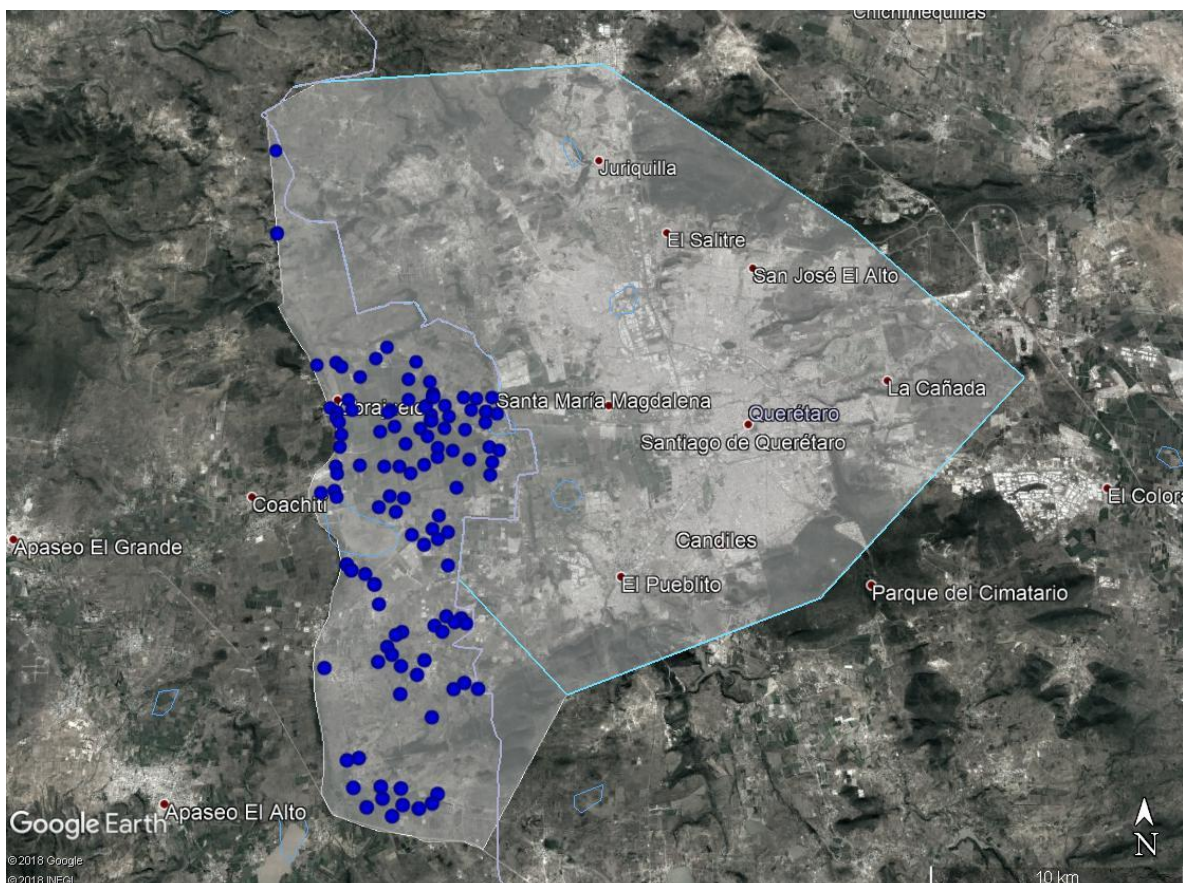 Chichimequillas
Juriquilla
El Salitre
San José El Alto
La Cañada
Santa María Magdalena
Querétaro
Santiago de Querétaro
El Colora
Coachiti
Apaseo El Grande
Candiles
El Pueblito
Parque del Cimatario
Apaseo El Alto
Google Earth
N
© 2018 Google
© 2018 INEGI
10 km